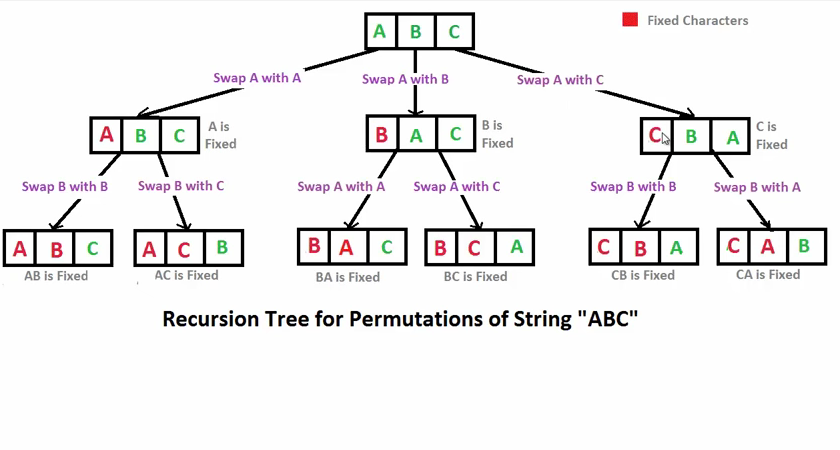 A B C
Fixed Characters
Swap A with A
Swap A with B
Swap A with C
A B C
A is
Fixed
B A C
B is
Fixed
C B A
C is
Fixed
Swap B with B
Swap B with C
Swap A with A
Swap A with C
Swap B with B
Swap B with A
A B C
A C B
B A C
B C A
C B A
C A B
AB is Fixed
AC is Fixed
BA is Fixed
BC is Fixed
CB is Fixed
CA is Fixed
Recursion Tree for Permutations of String "ABC"